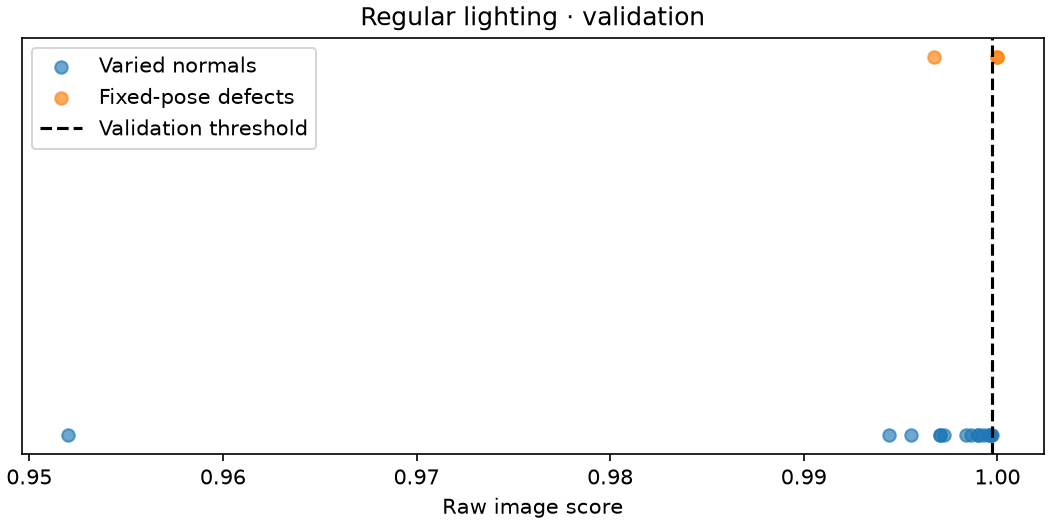 Regular lighting · validation
Varied normals
Fixed-pose defects
Validation threshold
0.95 0.96 0.97 0.98 0.99 1.00
Raw image score